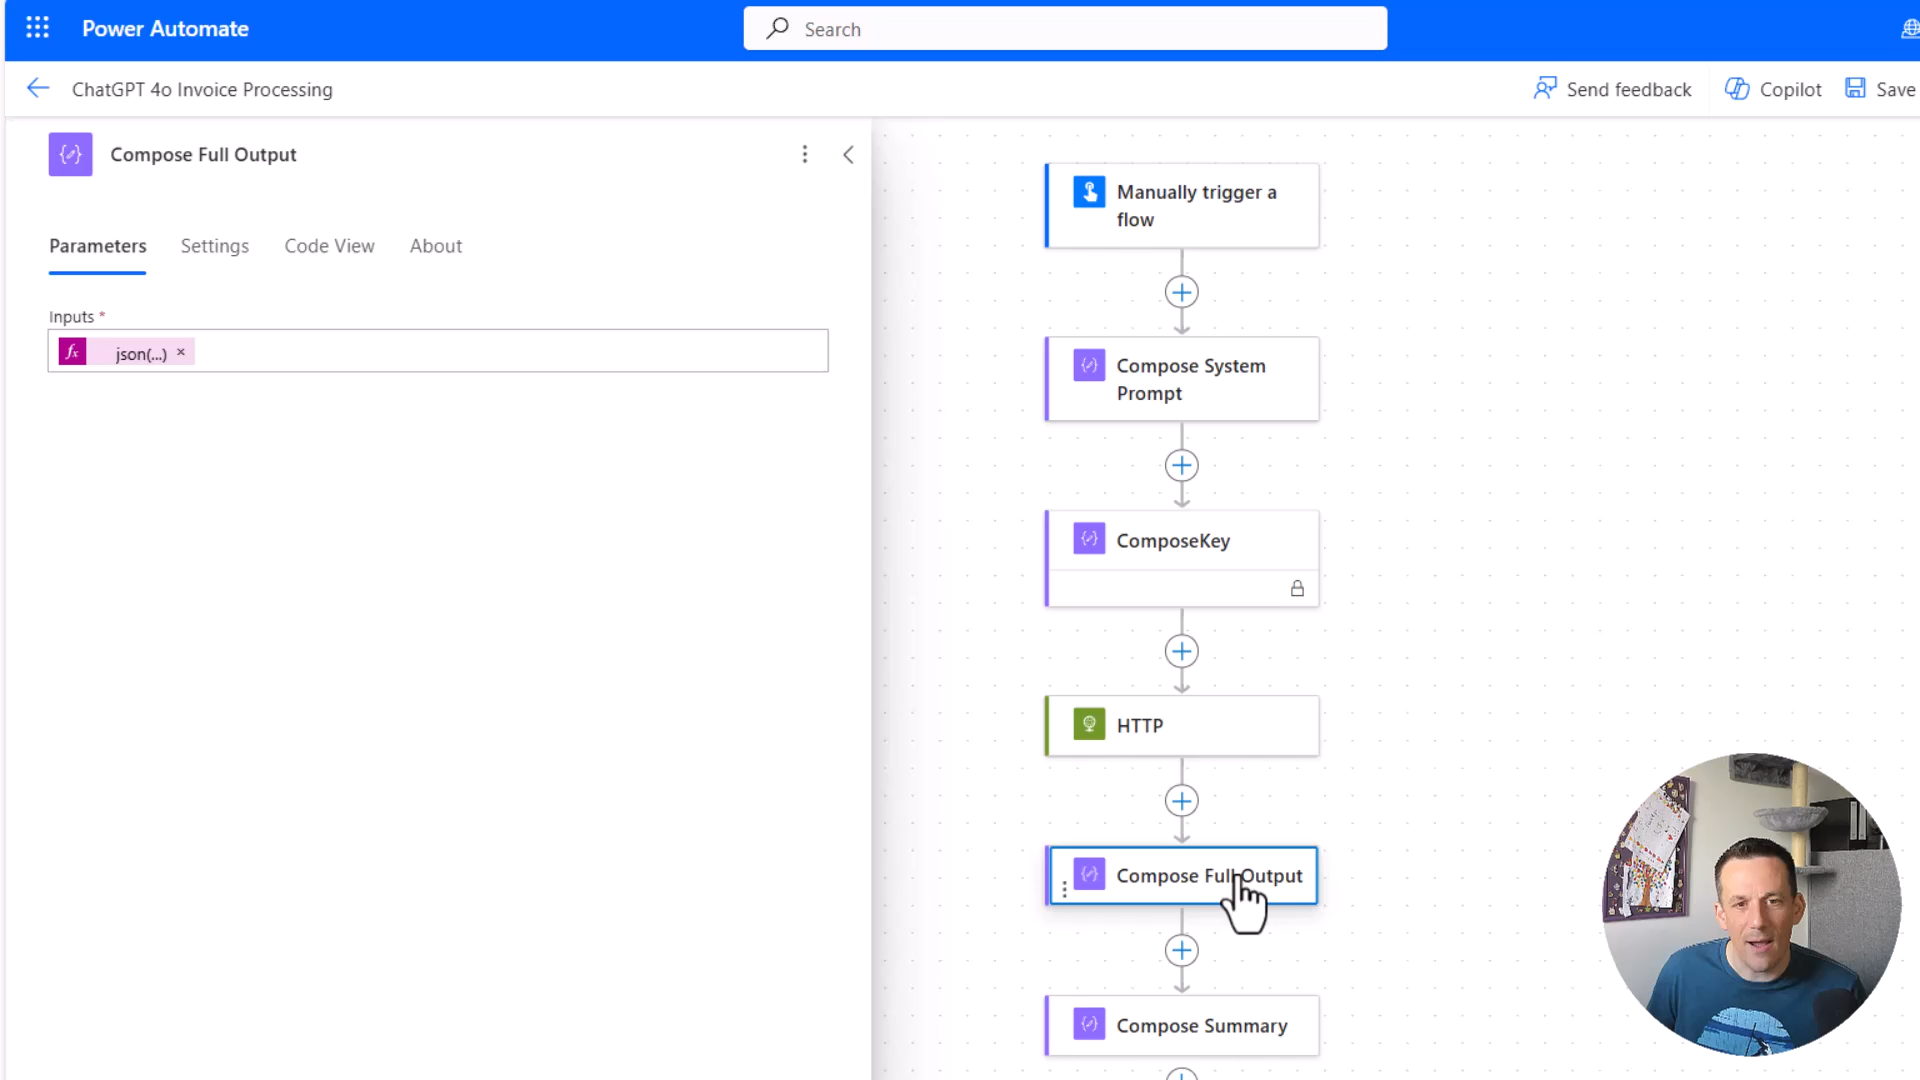 Power Automate
Search
ChatGPT 4o Invoice Processing
Send feedback
Copilot
Save
Compose Full Output
Parameters
Settings
Code View
About
Inputs *
fx json(...) ×
Manually trigger a
flow
Compose System
Prompt
ComposeKey
HTTP
Compose Full Output
Compose Summary